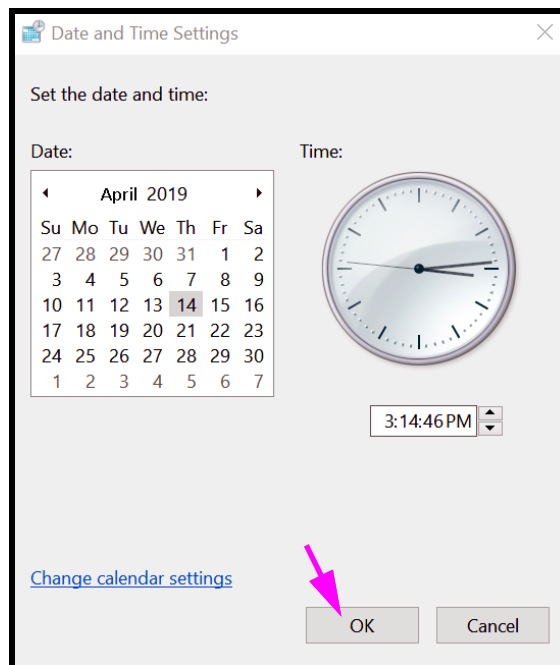 Date and Time Settings
Set the date and time:
Date:
Time:
April 2019
Su Mo Tu We Th Fr Sa
27 28 29 30 31 1 2
3 4 5 6 7 8 9
10 11 12 13 14 15 16
17 18 19 20 21 22 23
24 25 26 27 28 29 30
1 2 3 4 5 6 7
3:14:46 PM
Change calendar settings
OK
Cancel